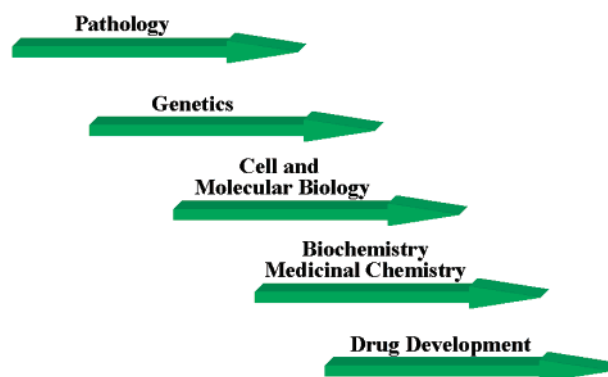 Pathology
Genetics
Cell and
Molecular Biology
Biochemistry
Medicinal Chemistry
Drug Development